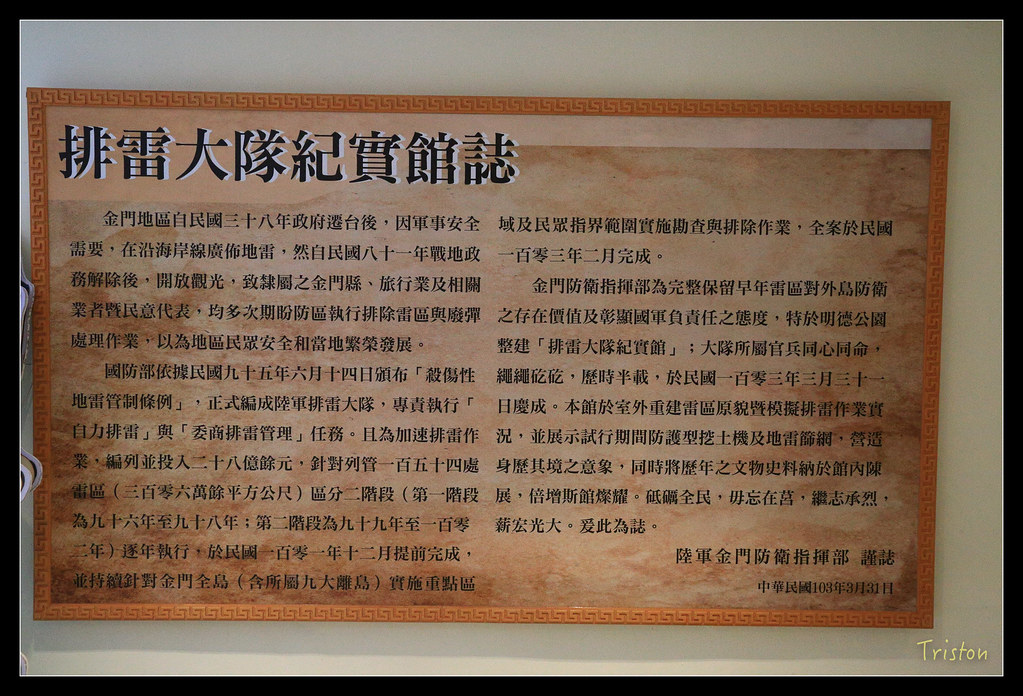 排雷大隊紀實館誌
金門地區自民國三十八年政府遷台後，因軍事安全
需要，在沿海岸線廣佈地雷，然自民國八十一年戰地政
務解除後，開放觀光，致隸屬之金門縣、旅行業及相關
業者暨民意代表，均多次期盼防區執行排除雷區與廢彈
處理作業，以為地區民眾安全和當地繁榮發展。
國防部依據民國九十五年六月十四日頒布「殺傷性
地雷管制條例」，正式編成陸軍排雷大隊，專責執行「
自力排雷」與「委商排雷管理」任務。且為加速排雷作
業，編列並投入二十八億餘元，針對列管一百五十四處
雷區（三百零六萬餘平方公尺）區分二階段（第一階段
為九十六年至九十八年；第二階段為九十九年至一百零
二年）逐年執行，於民國一百零一年十二月提前完成，
並持續針對金門全島（含所屬九大離島）實施重點區
域及民眾指界範圍實施勘查與排除作業，全案於民國
一百零三年二月完成。
金門防衛指揮部為完整保留早年雷區對外島防衛
之存在價值及彰顯國軍負責任之態度，特於明德公園
整建「排雷大隊紀實館」；大隊所屬官兵同心同命，
繩繩矻矻，歷時半載，於民國一百零三年三月三十一
日慶成。本館於室外重建雷區原貌暨模擬排雷作業實
況，並展示試行期間防護型挖土機及地雷篩網，營造
身歷其境之意象，同時將歷年之文物史料納於館內陳
展，倍增斯館燦耀。砥礪全民，毋忘在莒，繼志承烈，
薪宏光大。爰此為誌。
陸軍金門防衛指揮部 謹誌
中華民國103年3月31日
Triston